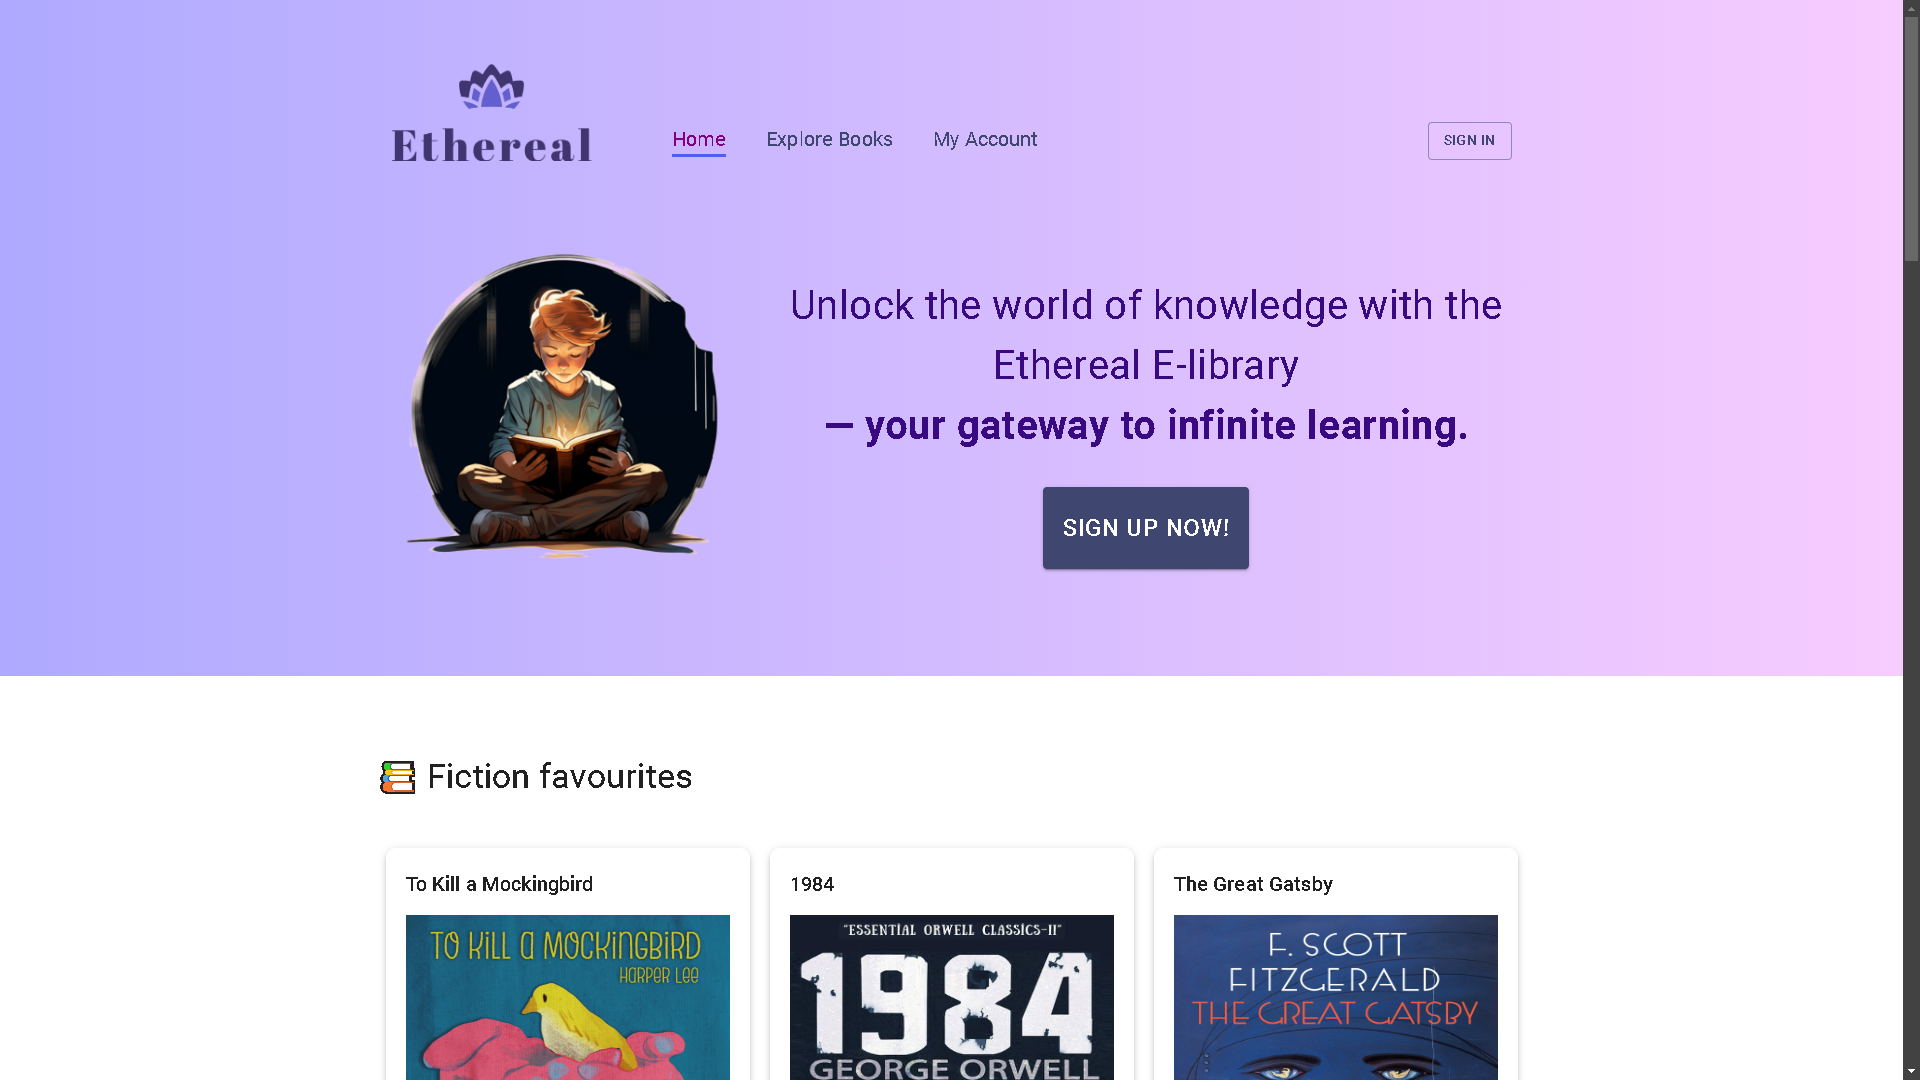 Ethereal
Home
Explore Books
My Account
SIGN IN
Unlock the world of knowledge with the
Ethereal E-library
— your gateway to infinite learning.
SIGN UP NOW!
Fiction favourites
To Kill a Mockingbird
TO KILL A MOCKINGBIRD
HARPER LEE
1984
"ESSENTIAL ORWELL CLASSICS-II"
1984
GEORGE ORWELL
The Great Gatsby
F. SCOTT
FITZGERALD
THE GREAT GATSBY